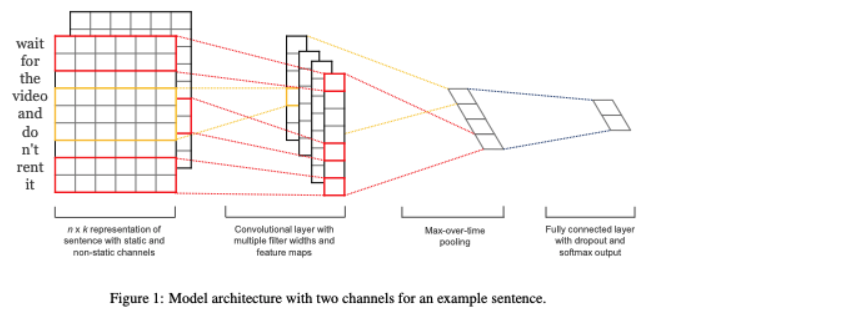 wait
for
the
video
and
do
n't
rent
it
n x k representation of
sentence with static and
non-static channels
Convolutional layer with
multiple filter widths and
feature maps
Max-over-time
pooling
Fully connected layer
with dropout and
softmax output
Figure 1: Model architecture with two channels for an example sentence.